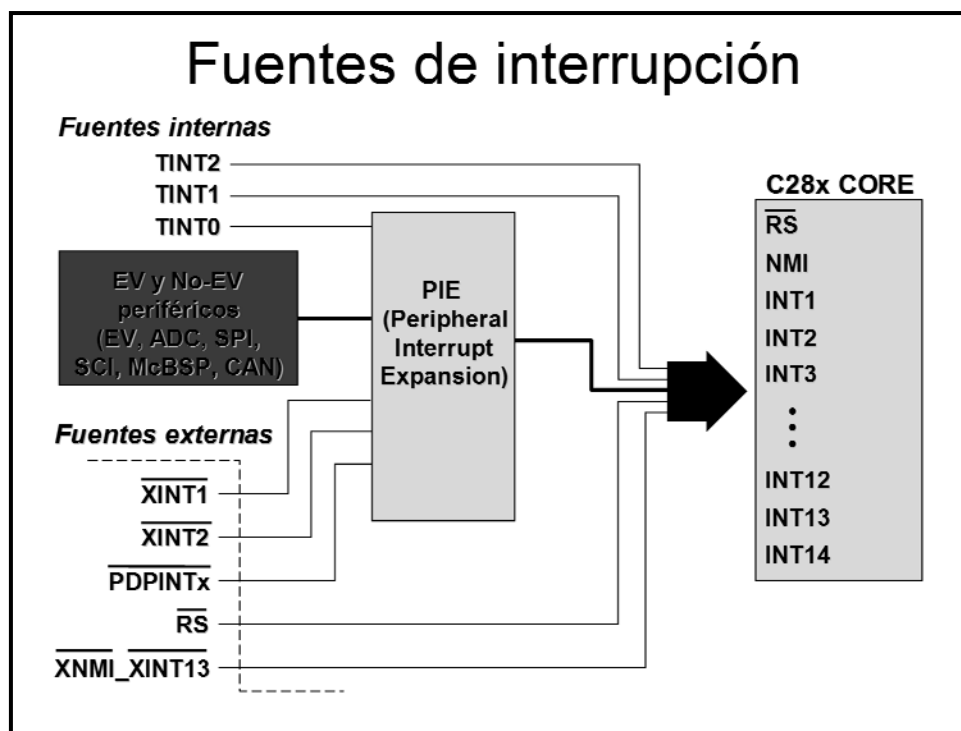 Fuentes de interrupción
Fuentes internas
TINT2
TINT1
TINT0
EV y No-EV
periféricos
(EV, ADC, SPI,
SCI, McBSP, CAN)
PIE
(Peripheral
Interrupt
Expansion)
Fuentes externas
XINT1
XINT2
PDPINTx
RS
XNMI_XINT13
C28x CORE
RS
NMI
INT1
INT2
INT3
INT12
INT13
INT14